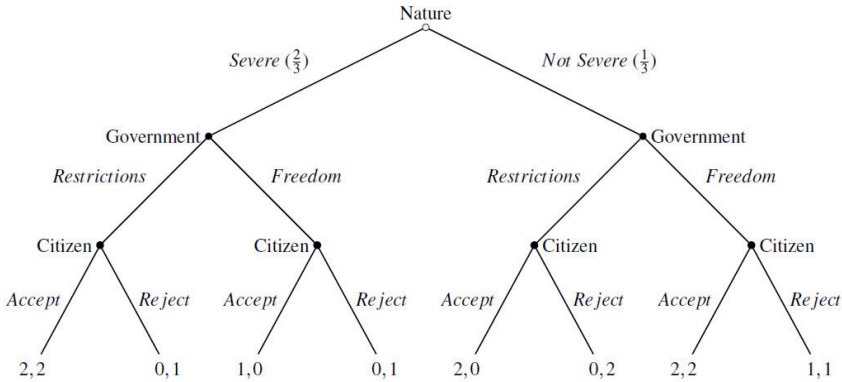 Nature
Severe (2/3) Not Severe (1/3)
Government Government
Restrictions Freedom Restrictions Freedom
Citizen Citizen Citizen Citizen
Accept Reject Accept Reject Accept Reject Accept Reject
2, 2 0, 1 1, 0 0, 1 2, 0 0, 2 2, 2 1, 1